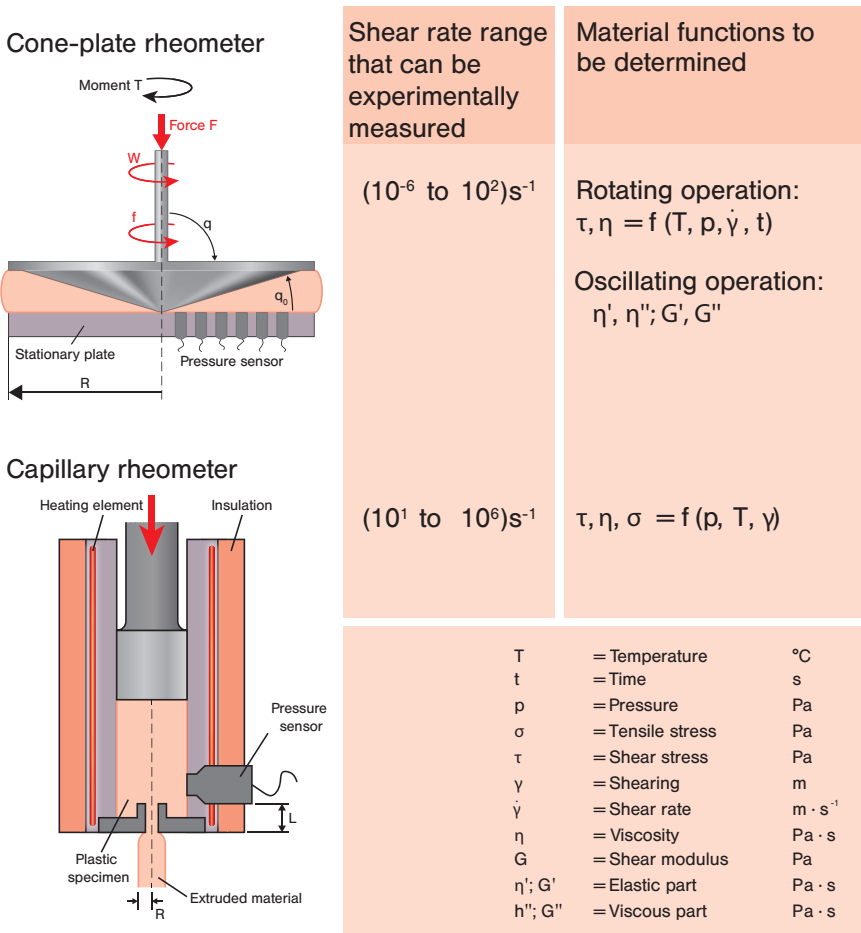 Cone-plate rheometer
Moment T
Force F
W
f
q
q₀
Stationary plate
Pressure sensor
R
Shear rate range
that can be
experimentally
measured
Material functions to
be determined
(10⁻⁶ to 10²)s⁻¹
Rotating operation:
τ, η = f (T, p, γ̇, t)
Oscillating operation:
η', η''; G', G''
Capillary rheometer
Heating element
Insulation
Pressure
sensor
L
Plastic
specimen
Extruded material
R
(10¹ to 10⁶)s⁻¹
τ, η, σ = f (p, T, γ)
T = Temperature °C
t = Time s
p = Pressure Pa
σ = Tensile stress Pa
τ = Shear stress Pa
γ = Shearing m
γ̇ = Shear rate m · s⁻¹
η = Viscosity Pa · s
G = Shear modulus Pa
η'; G' = Elastic part Pa · s
h''; G'' = Viscous part Pa · s